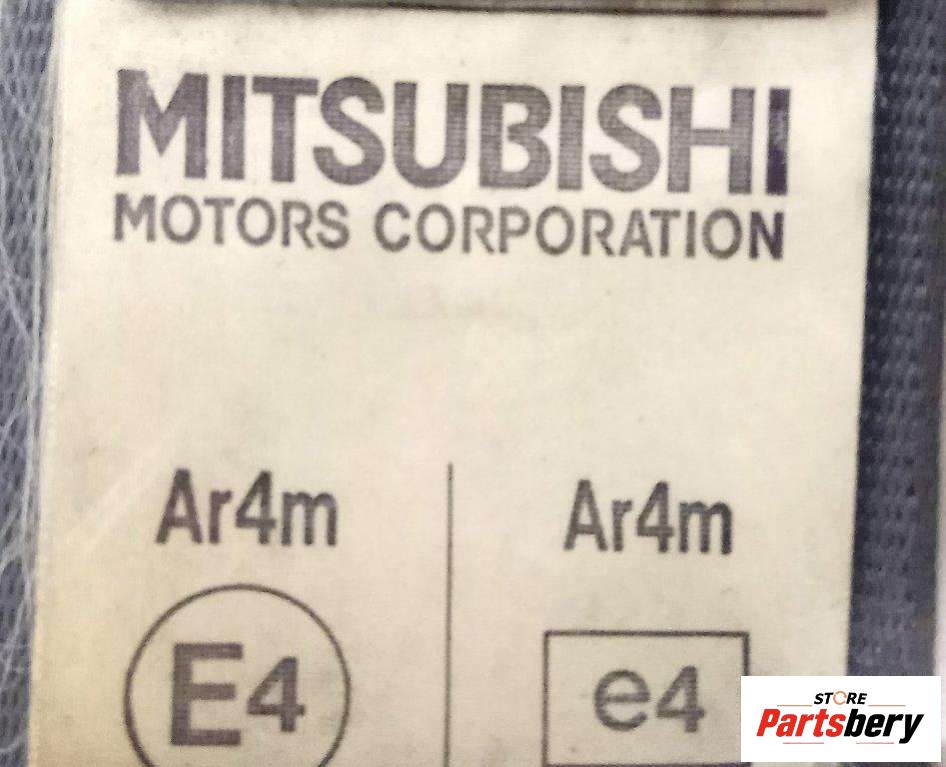 MITSUBISHI
MOTORS CORPORATION
Ar4m Ar4m
E4 e4
STORE
Partsbery